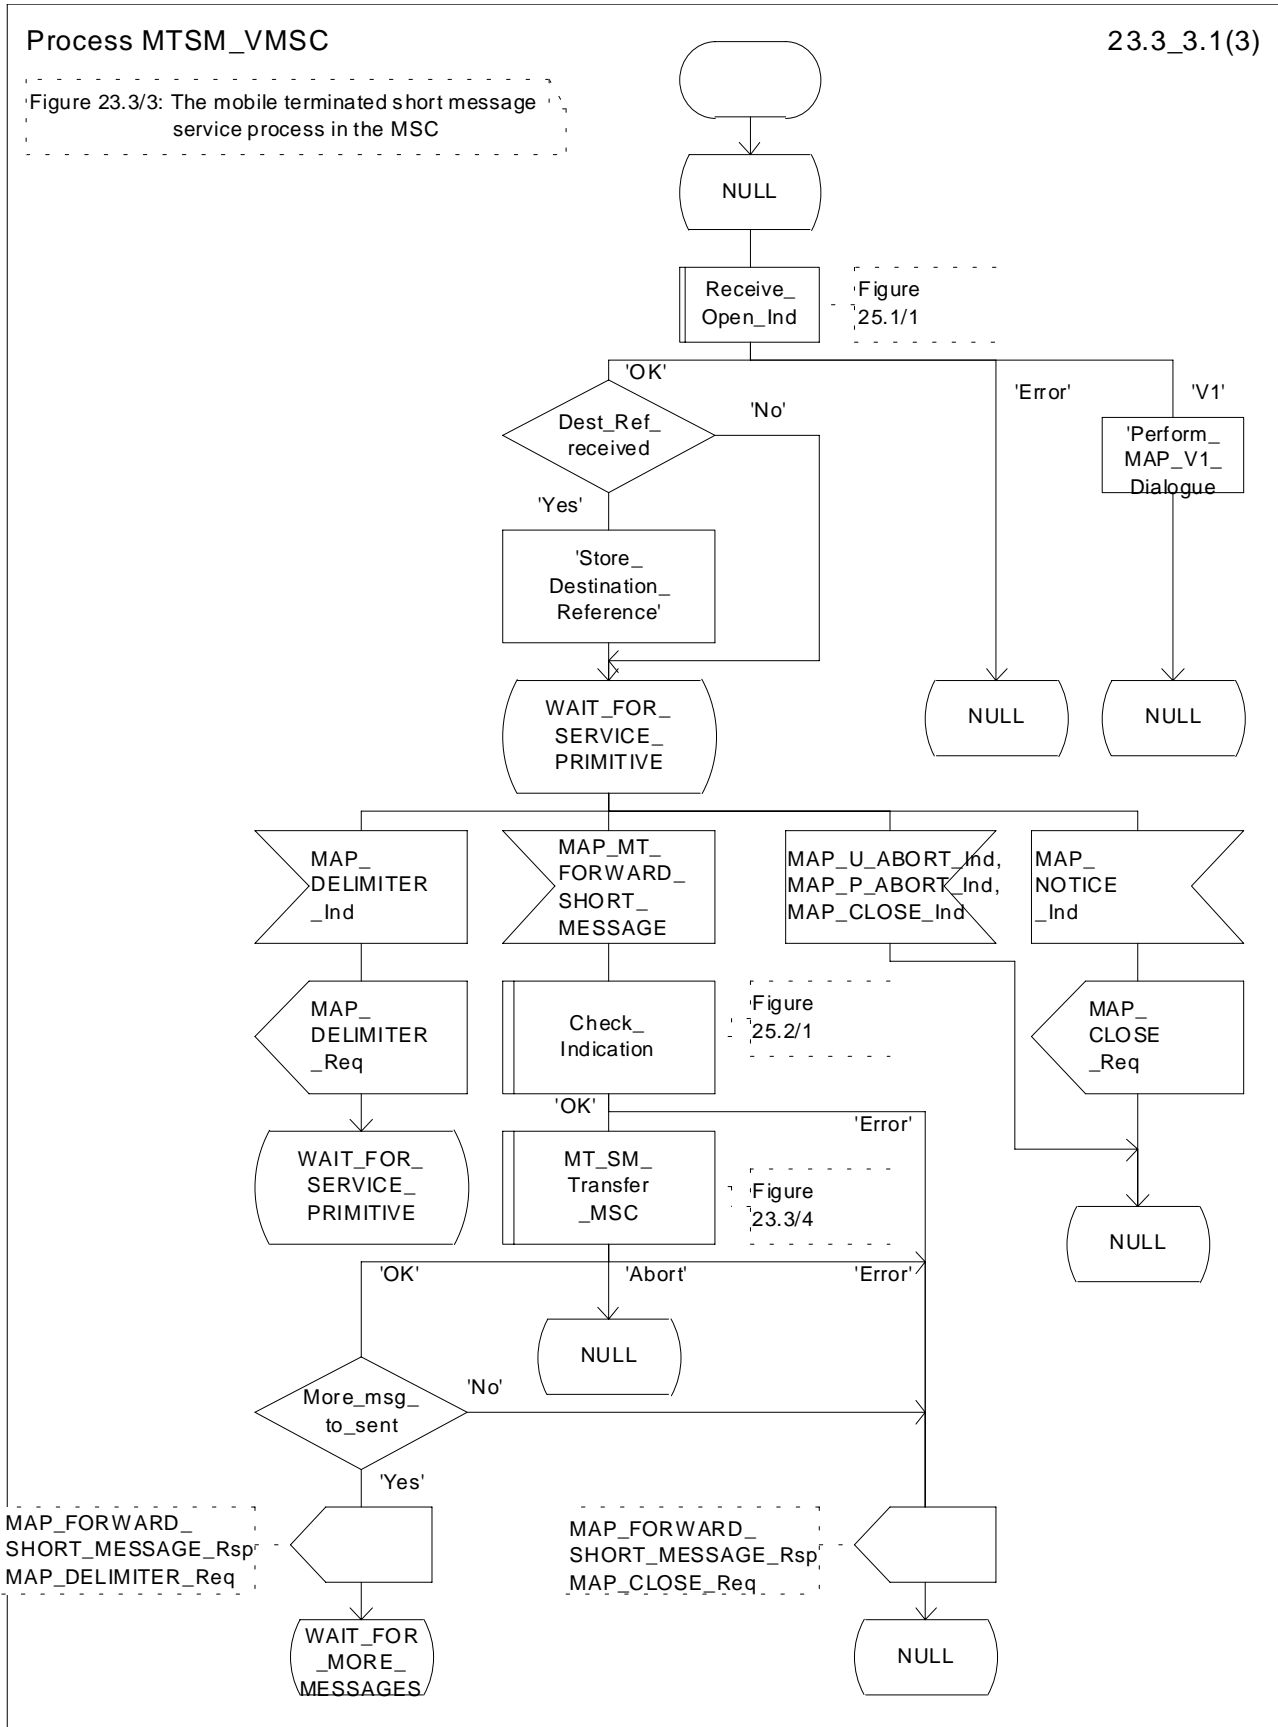 Process MTSM_VMSC
23.3_3.1(3)
Figure 23.3/3: The mobile terminated short message
service process in the MSC
NULL
Receive_
Open_Ind
Figure
25.1/1
'OK'
'Error'
'V1'
Dest_Ref_
received
'No'
'Perform_
MAP_V1_
Dialogue
'Yes'
'Store_
Destination_
Reference'
WAIT_FOR_
SERVICE_
PRIMITIVE
NULL
NULL
MAP_
DELIMITER
_Ind
MAP_MT_
FORWARD_
SHORT_
MESSAGE
MAP_U_ABORT_Ind,
MAP_P_ABORT_Ind,
MAP_CLOSE_Ind
MAP_
NOTICE
_Ind
MAP_
DELIMITER
_Req
Check_
Indication
Figure
25.2/1
MAP_
CLOSE
_Req
'OK'
'Error'
WAIT_FOR_
SERVICE_
PRIMITIVE
MT_SM_
Transfer
_MSC
Figure
23.3/4
NULL
'OK'
'Abort'
'Error'
NULL
More_msg_
to_sent
'No'
'Yes'
MAP_FORWARD_
SHORT_MESSAGE_Rsp
MAP_DELIMITER_Req
MAP_FORWARD_
SHORT_MESSAGE_Rsp
MAP_CLOSE_Req
WAIT_FOR
_MORE_
MESSAGES
NULL